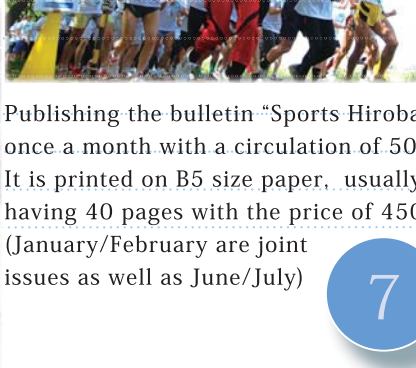 Publishing the bulletin “Sports Hiroba
once a month with a circulation of 50
It is printed on B5 size paper, usually
having 40 pages with the price of 450
(January/February are joint
issues as well as June/July)
7